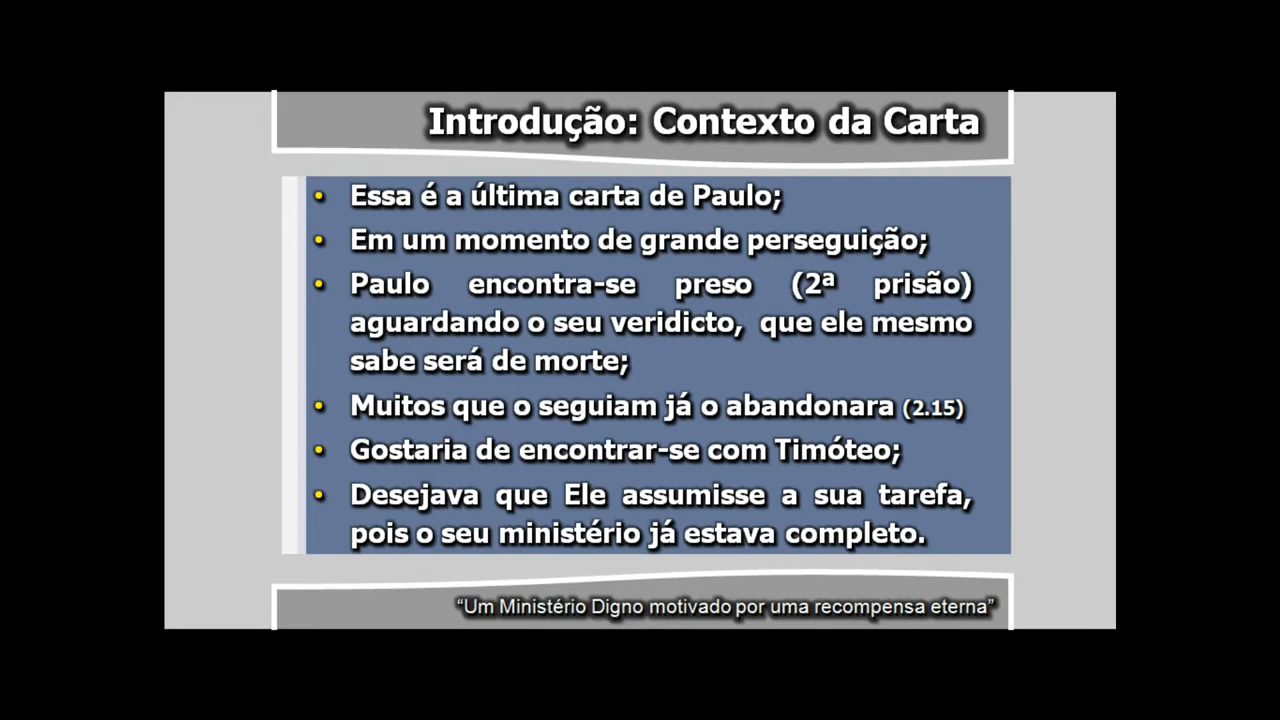 Introdução: Contexto da Carta
• Essa é a última carta de Paulo;
• Em um momento de grande perseguição;
• Paulo encontra-se preso (2ª prisão)
aguardando o seu veridicto, que ele mesmo
sabe será de morte;
• Muitos que o seguiam já o abandonara (2.15)
• Gostaria de encontrar-se com Timóteo;
• Desejava que Ele assumisse a sua tarefa,
pois o seu ministério já estava completo.
“Um Ministério Digno motivado por uma recompensa eterna”